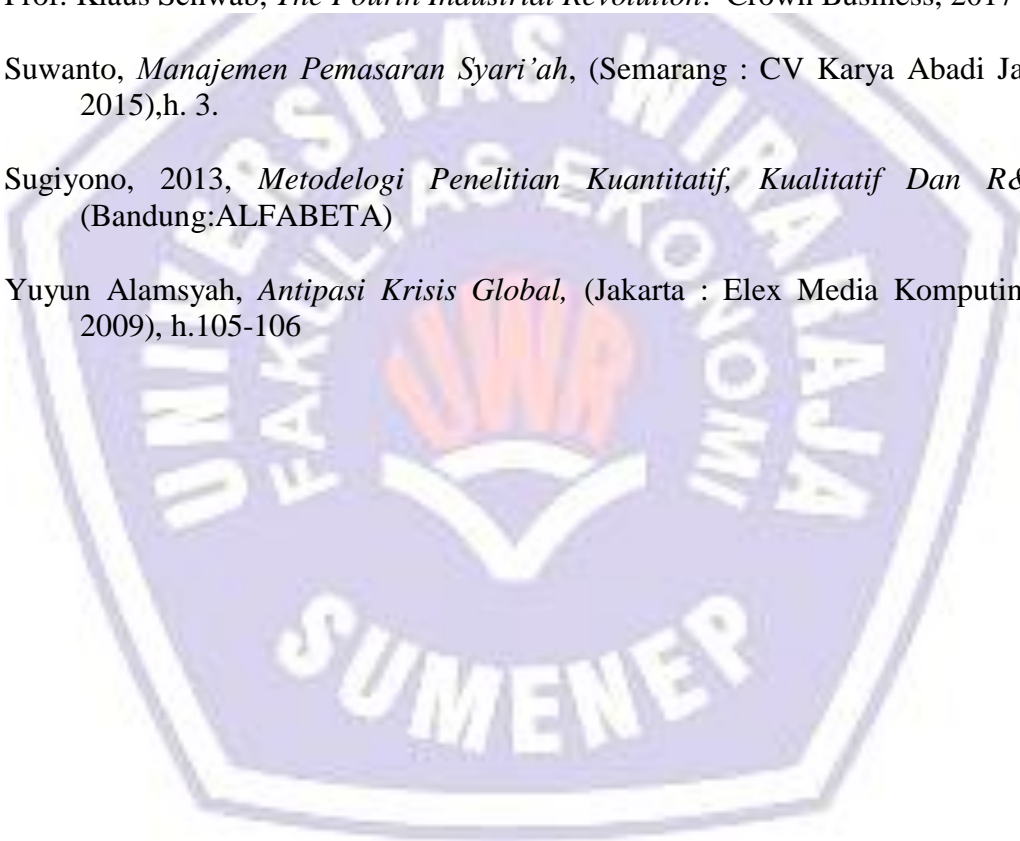 Prof. Klaus Schwab, The Fourth Industrial Revolution. Crown Business, 2017
Suwanto, Manajemen Pemasaran Syari’ah, (Semarang : CV Karya Abadi Ja
2015),h. 3.
Sugiyono, 2013, Metodelogi Penelitian Kuantitatif, Kualitatif Dan R&
(Bandung:ALFABETA)
Yuyun Alamsyah, Antipasi Krisis Global, (Jakarta : Elex Media Komputin
2009), h.105-106
UNIVERSITAS WIRARAJA
FAKULTAS EKONOMI
UWR
SUMENEP